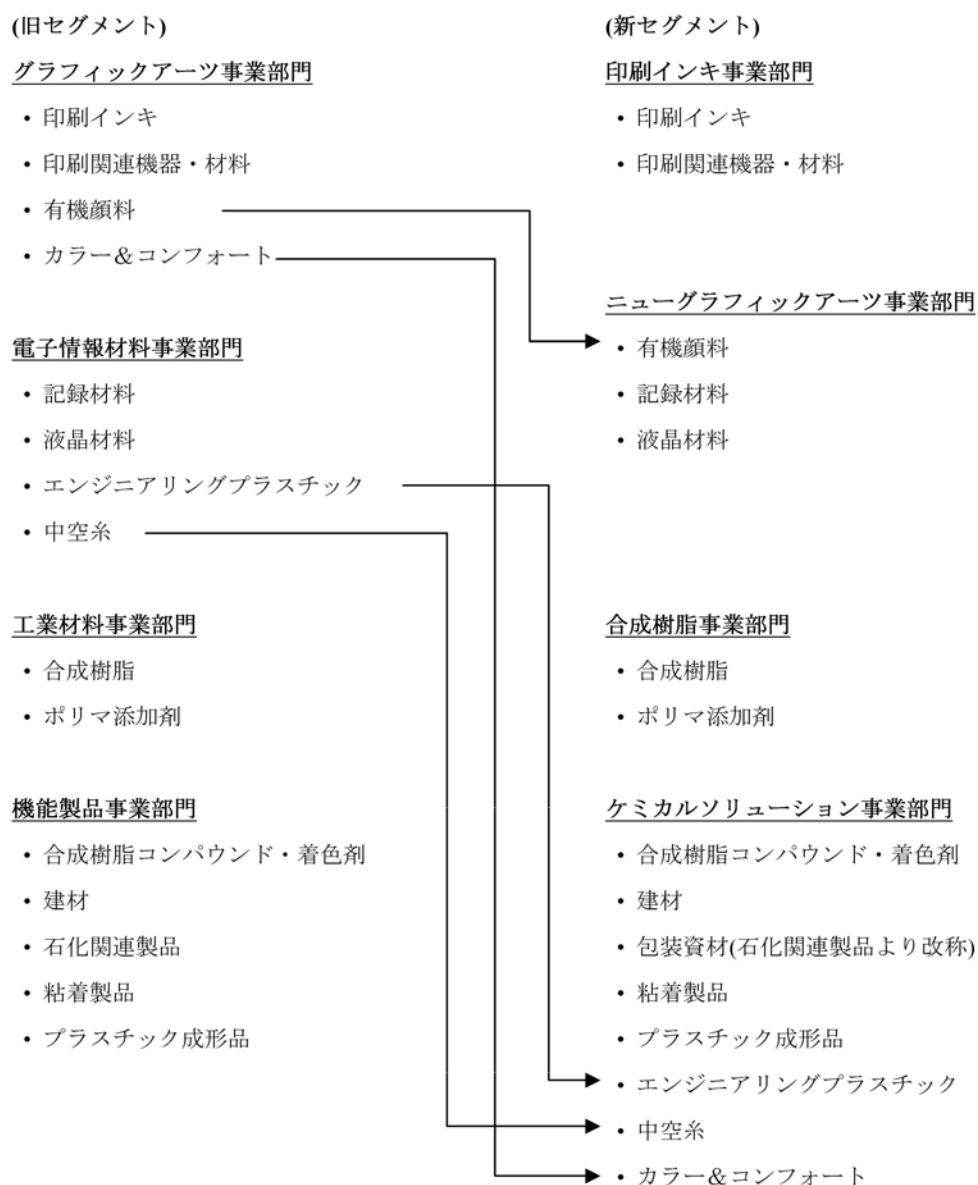 (旧セグメント)
グラフィックアーツ事業部門
・印刷インキ
・印刷関連機器・材料
・有機顔料
・カラー＆コンフォート
電子情報材料事業部門
・記録材料
・液晶材料
・エンジニアリングプラスチック
・中空糸
工業材料事業部門
・合成樹脂
・ポリマ添加剤
機能製品事業部門
・合成樹脂コンパウンド・着色剤
・建材
・石化関連製品
・粘着製品
・プラスチック成形品
(新セグメント)
印刷インキ事業部門
・印刷インキ
・印刷関連機器・材料
ニューグラフィックアーツ事業部門
・有機顔料
・記録材料
・液晶材料
合成樹脂事業部門
・合成樹脂
・ポリマ添加剤
ケミカルソリューション事業部門
・合成樹脂コンパウンド・着色剤
・建材
・包装資材(石化関連製品より改称)
・粘着製品
・プラスチック成形品
・エンジニアリングプラスチック
・中空糸
・カラー＆コンフォート